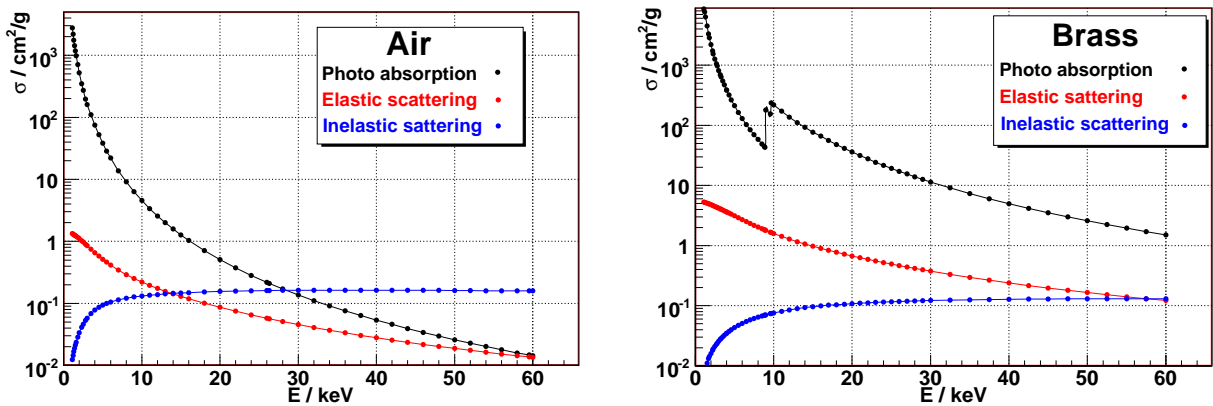 σ / cm²/g
10³
10²
10
1
10⁻¹
10⁻²
Air
Photo absorption
Elastic scattering
Inelastic sattering
0 10 20 30 40 50 60
E / keV
σ / cm²/g
10³
10²
10
1
10⁻¹
10⁻²
Brass
Photo absorption
Elastic sattering
Inelastic scattering
0 10 20 30 40 50 60
E / keV